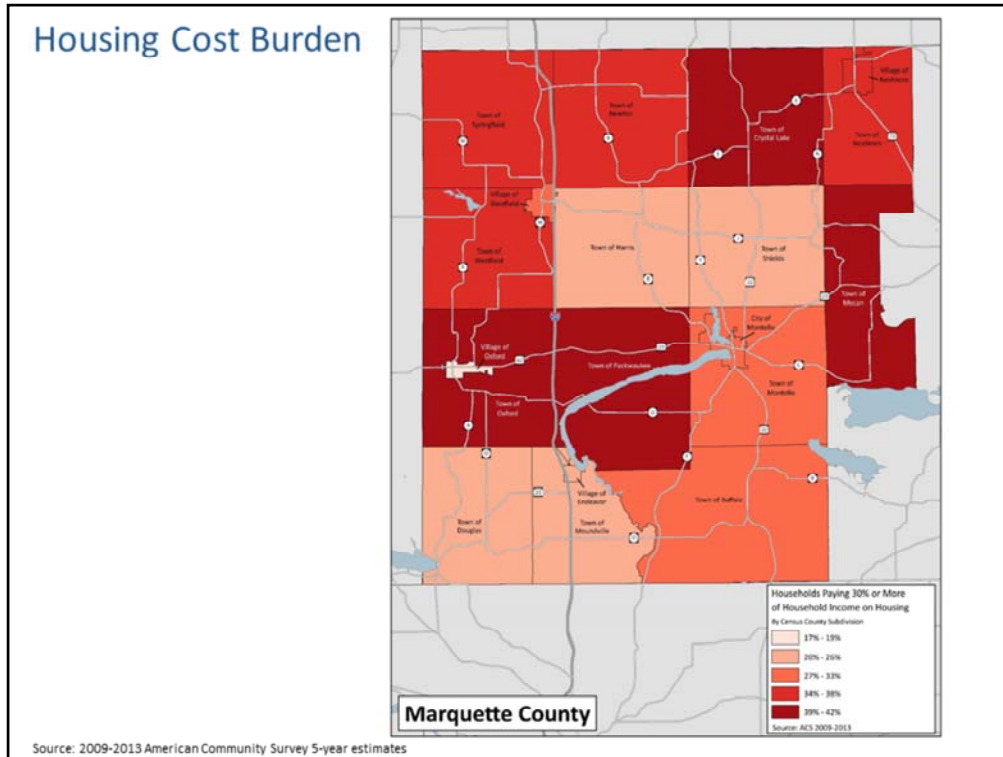 Housing Cost Burden
Village of
Neshkoro
Town of
Springfield
Town of
Newton
Town of
Crystal Lake
Town of
Neshkoro
Village of
Westfield
Town of
Westfield
Town of Harris
Town of
Shields
Town of
Mecan
City of
Montello
Village of
Oxford
Town of Packwaukee
Town of
Montello
Town of
Oxford
Village of
Endeavor
Town of Buffalo
Town of
Douglas
Town of
Moundville
Households Paying 30% or More
of Household Income on Housing
By Census County Subdivision
17% - 19%
20% - 26%
27% - 33%
34% - 38%
39% - 42%
Source: ACS 2009-2013
Marquette County
Source: 2009-2013 American Community Survey 5-year estimates